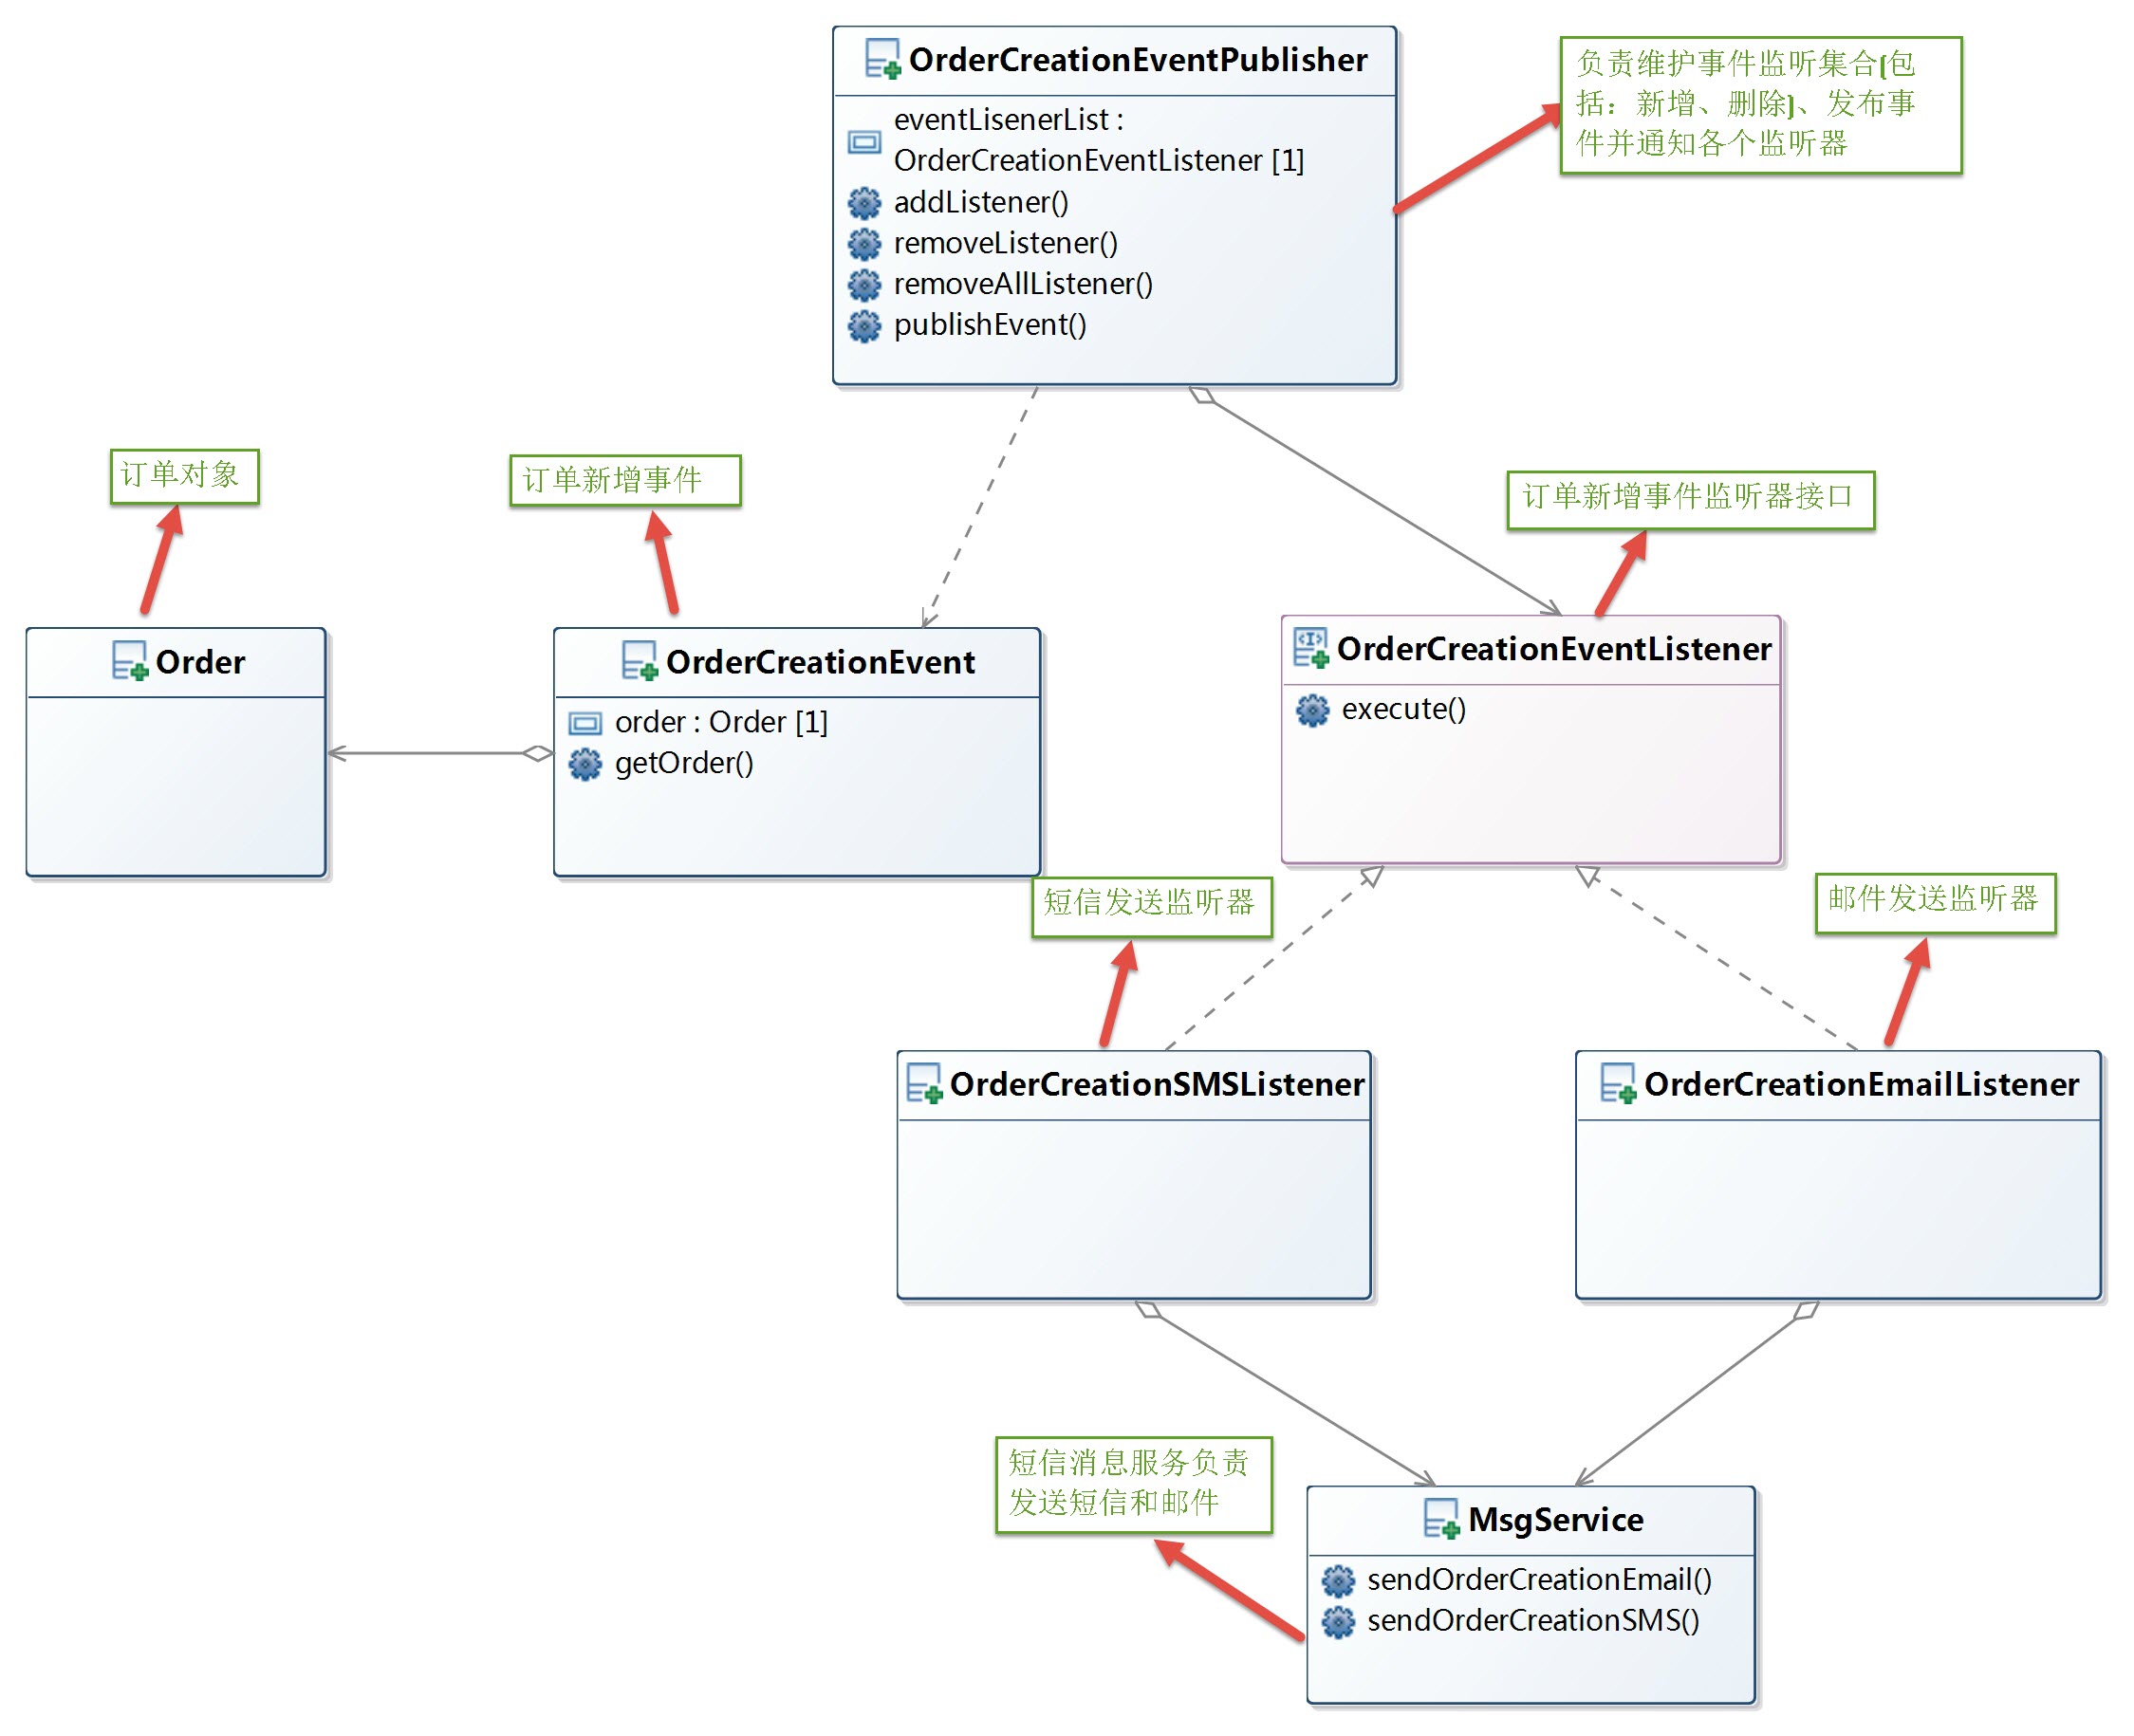 OrderCreationEventPublisher
eventLisenerList :
OrderCreationEventListener [1]
addListener()
removeListener()
removeAllListener()
publishEvent()
负责维护事件监听集合(包
括：新增、删除)、发布事
件并通知各个监听器
订单对象
订单新增事件
订单新增事件监听器接口
Order
OrderCreationEvent
order : Order [1]
getOrder()
<I>
OrderCreationEventListener
execute()
短信发送监听器
邮件发送监听器
OrderCreationSMSListener
OrderCreationEmailListener
短信消息服务负责
发送短信和邮件
MsgService
sendOrderCreationEmail()
sendOrderCreationSMS()